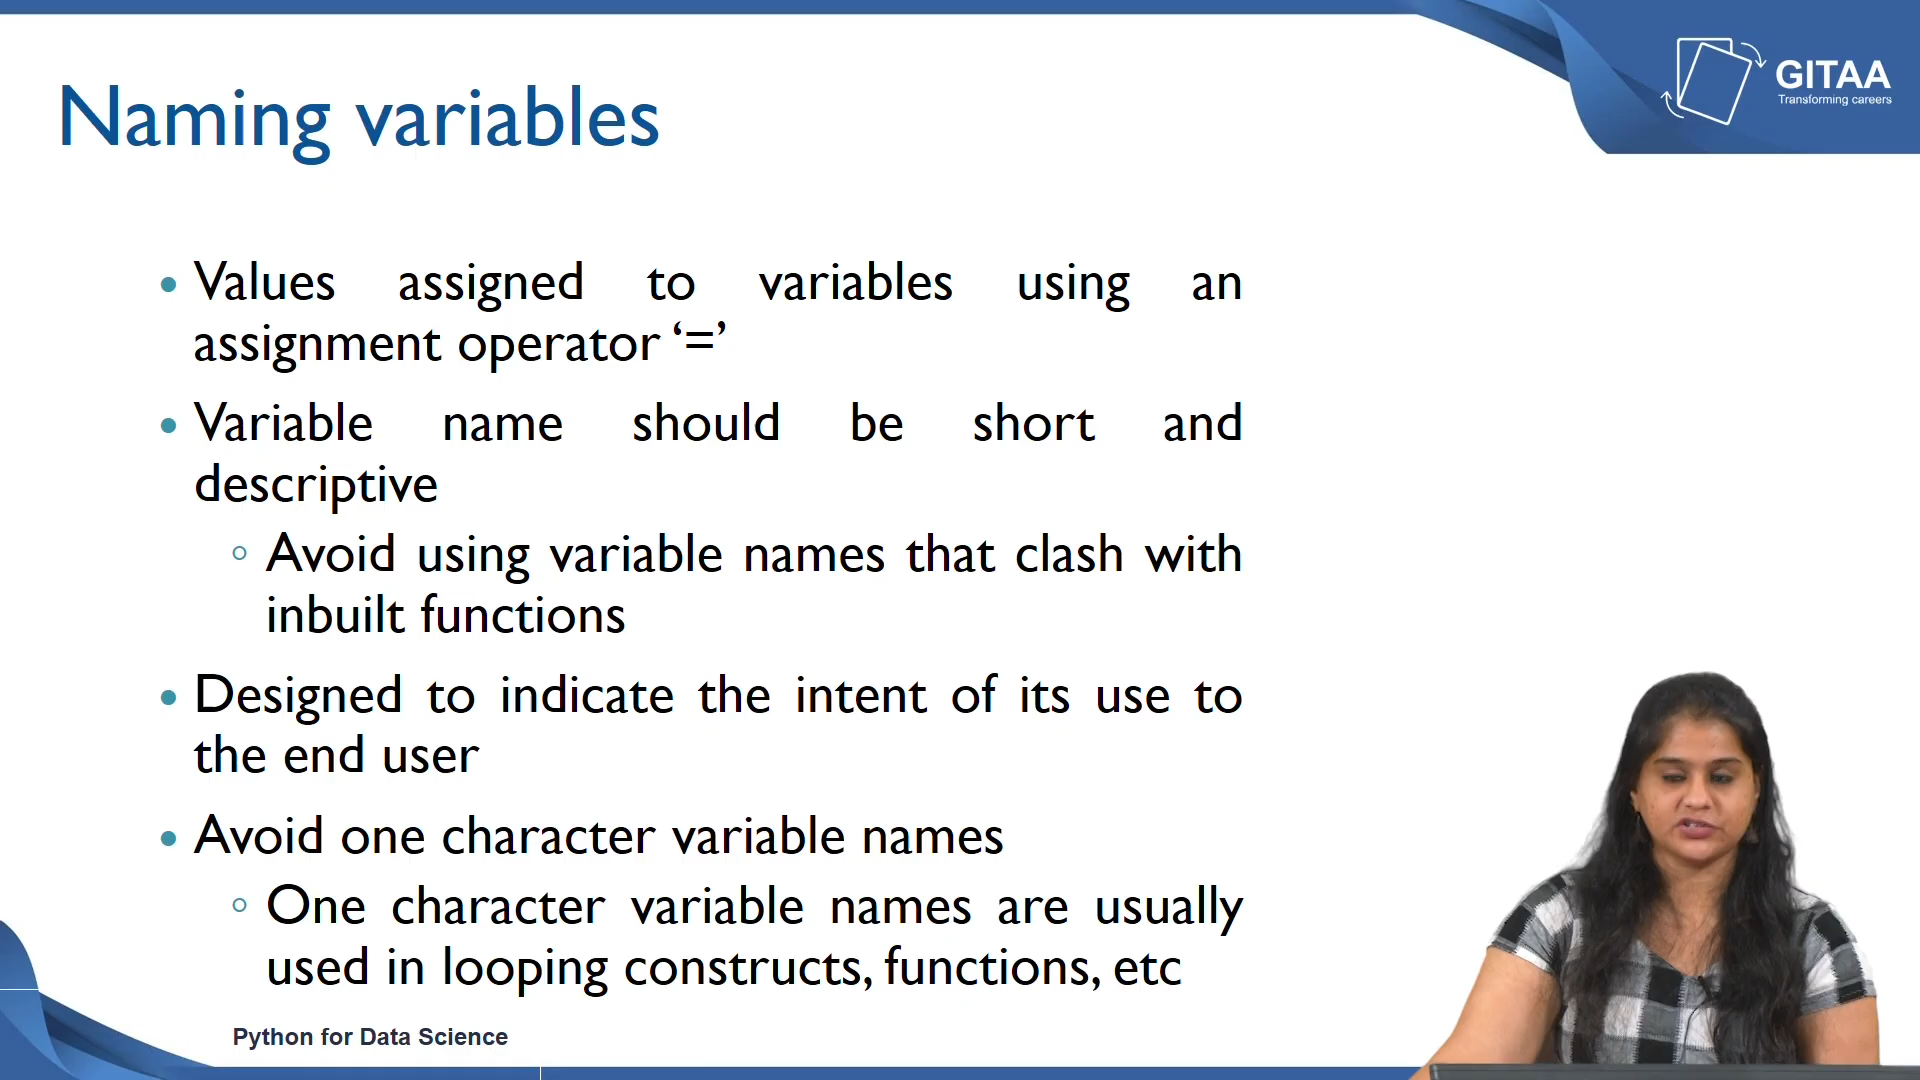 GITAA
Transforming careers
Naming variables
• Values assigned to variables using an
assignment operator ‘=’
• Variable name should be short and
descriptive
◦ Avoid using variable names that clash with
inbuilt functions
• Designed to indicate the intent of its use to
the end user
• Avoid one character variable names
◦ One character variable names are usually
used in looping constructs, functions, etc
Python for Data Science